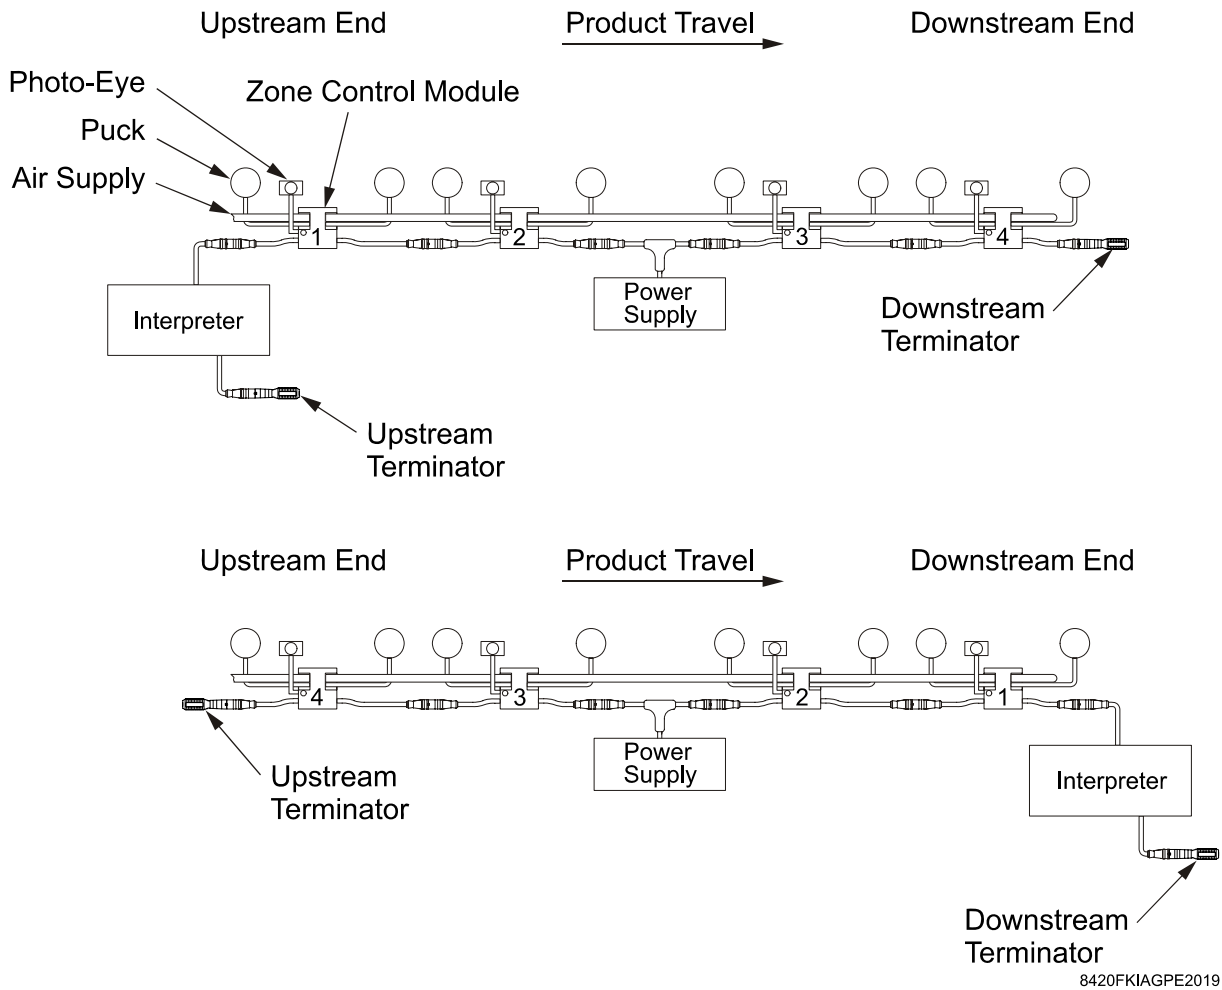 Upstream End
Product Travel
Downstream End
Photo-Eye
Zone Control Module
Puck
Air Supply
1
2
3
4
Interpreter
Power
Supply
Downstream
Terminator
Upstream
Terminator
Upstream End
Product Travel
Downstream End
4
3
2
1
Power
Supply
Interpreter
Upstream
Terminator
Downstream
Terminator
8420FKIAGPE2019